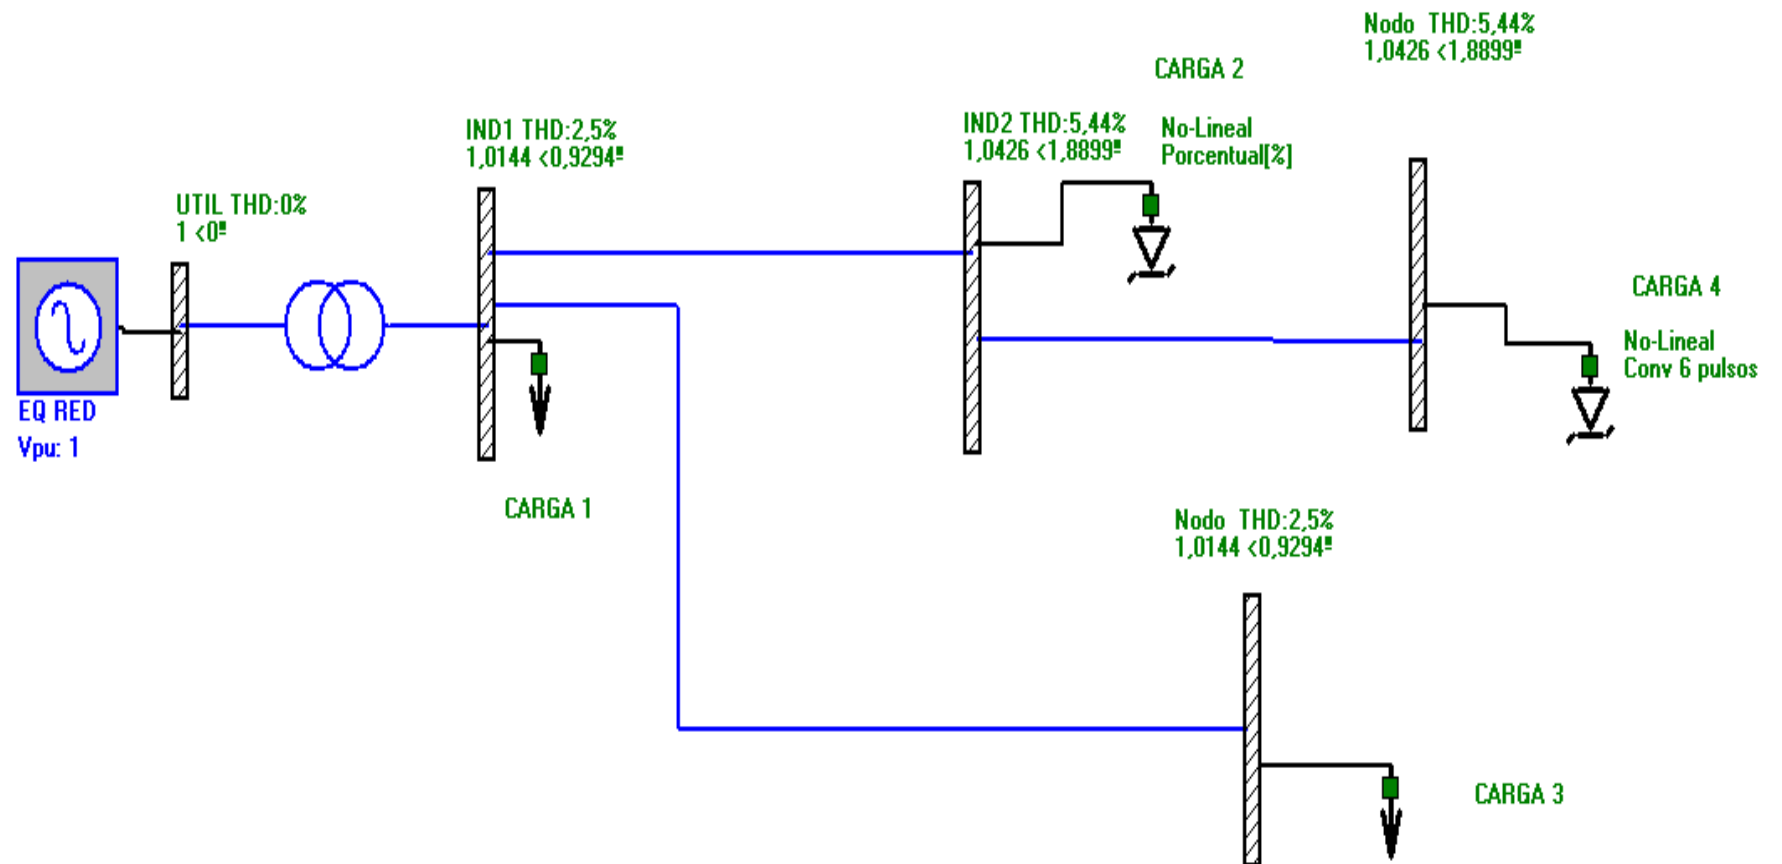 Nodo THD:5,44%
1,0426 <1,8899º
CARGA 2
IND1 THD:2,5%
1,0144 <0,9294º
IND2 THD:5,44%
1,0426 <1,8899º
No-Lineal
Porcentual[%]
UTIL THD:0%
1 <0º
CARGA 4
No-Lineal
Conv 6 pulsos
EQ RED
Vpu: 1
CARGA 1
Nodo THD:2,5%
1,0144 <0,9294º
CARGA 3